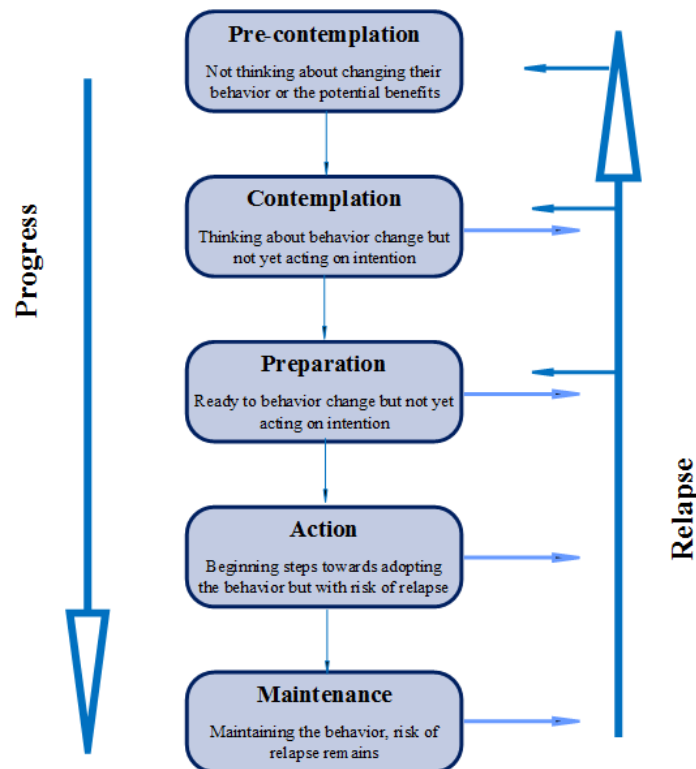 Pre-contemplation
Not thinking about changing their
behavior or the potential benefits
Contemplation
Thinking about behavior change but
not yet acting on intention
Progress
Preparation
Ready to behavior change but not yet
acting on intention
Relapse
Action
Beginning steps towards adopting
the behavior but with risk of relapse
Maintenance
Maintaining the behavior, risk of
relapse remains